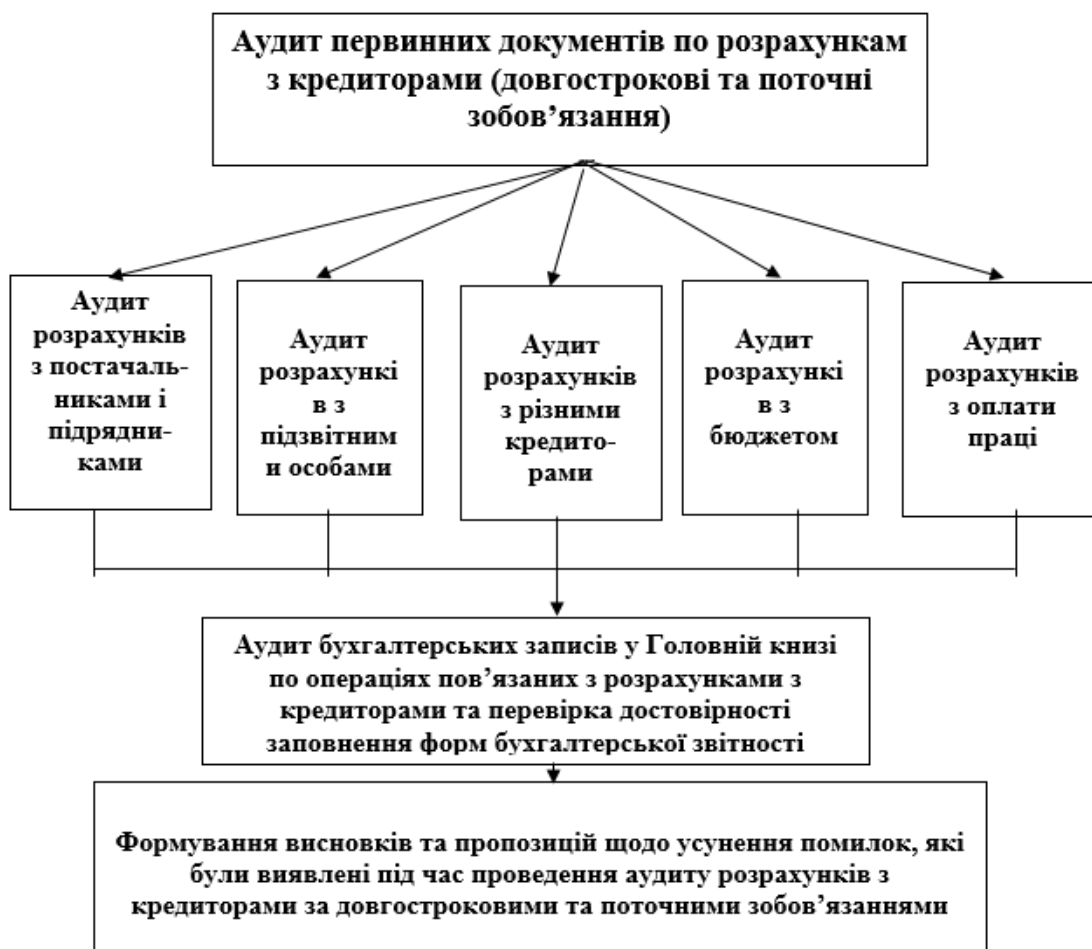 Аудит первинних документів по розрахункам
з кредиторами (довгострокові та поточні
зобов’язання)
Аудит
розрахунків
з постачаль-
никами і
підрядни-
ками
Аудит
розрахункі
в з
підзвітним
и особами
Аудит
розрахунків
з різними
кредито-
рами
Аудит
розрахункі
в з
бюджетом
Аудит
розрахунків
з оплати
праці
Аудит бухгалтерських записів у Головній книзі
по операціях пов’язаних з розрахунками з
кредиторами та перевірка достовірності
заповнення форм бухгалтерської звітності
Формування висновків та пропозицій щодо усунення помилок, які
були виявлені під час проведення аудиту розрахунків з
кредиторами за довгостроковими та поточними зобов’язаннями